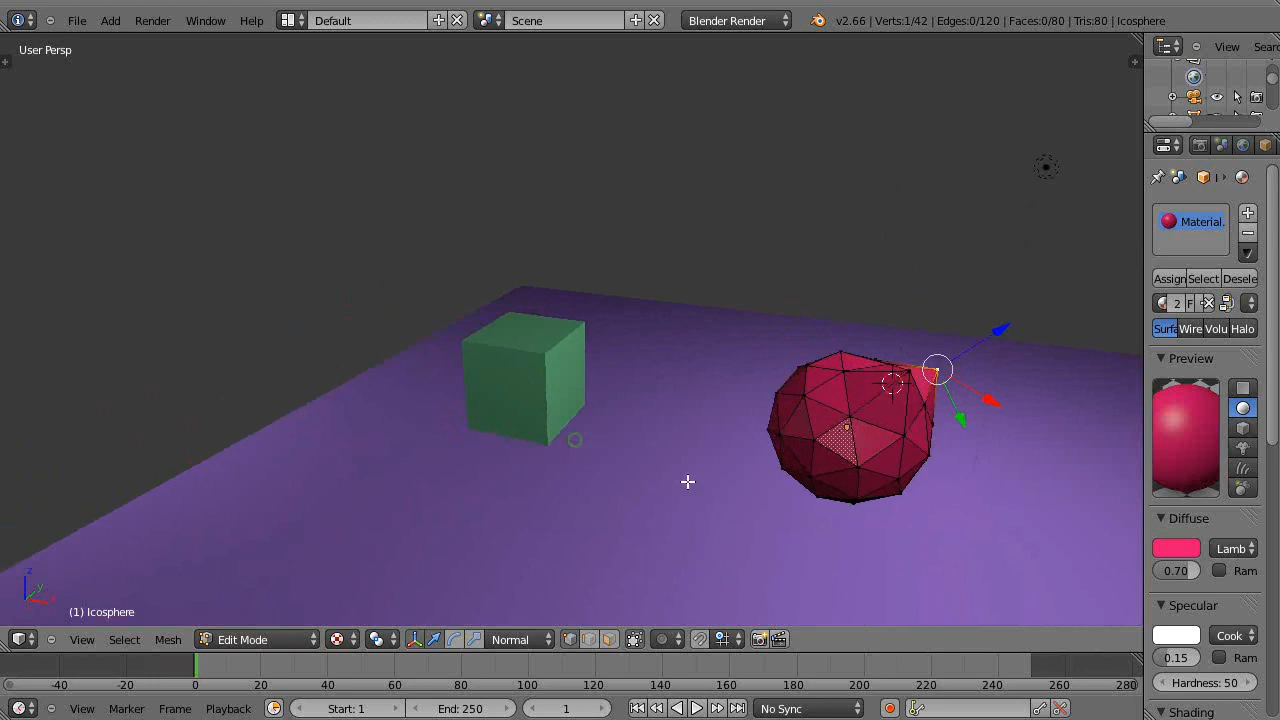 File Add Render Window Help Default Scene Blender Render v2.66 | Verts:1/42 | Edges:0/120 | Faces:0/80 | Tris:80 | Icosphere
User Persp
View Sear
Material.
Assign Select Desele
2 F
Surfa Wire Volu Halo
Preview
Diffuse
Lamb
0.70 Ram
Specular
Cook
0.15 Ram
Hardness: 50
Shading
z
y
x
(1) Icosphere
View Select Mesh Edit Mode Normal
-40 -20 0 20 40 60 80 100 120 140 160 180 200 220 240 260 280
View Marker Frame Playback Start: 1 End: 250 1 No Sync